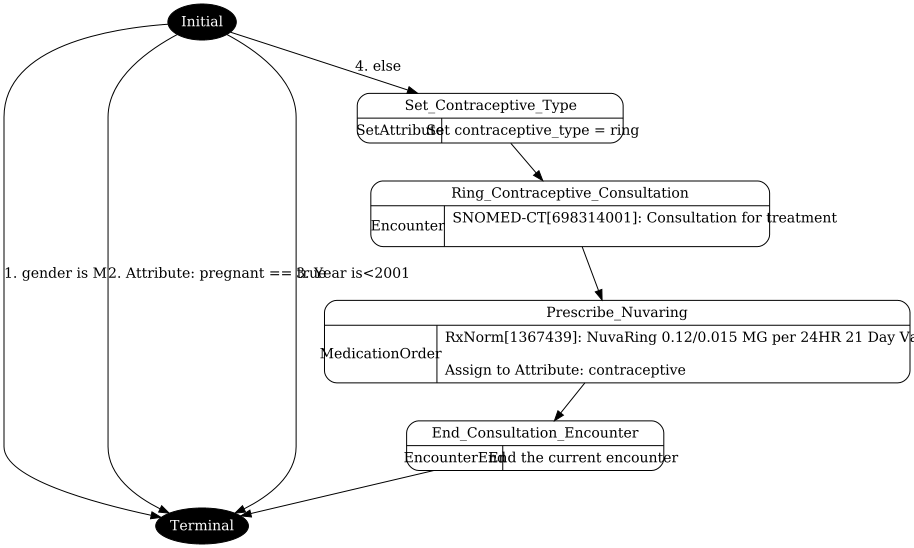 Initial
4. else
Set_Contraceptive_Type
SetAttribute
Set contraceptive_type = ring
Ring_Contraceptive_Consultation
Encounter
SNOMED-CT[698314001]: Consultation for treatment
1. gender is M
2. Attribute: pregnant == true
3. Year is<2001
Prescribe_Nuvaring
MedicationOrder
RxNorm[1367439]: NuvaRing 0.12/0.015 MG per 24HR 21 Day
Assign to Attribute: contraceptive
End_Consultation_Encounter
EncounterEnd
End the current encounter
Terminal